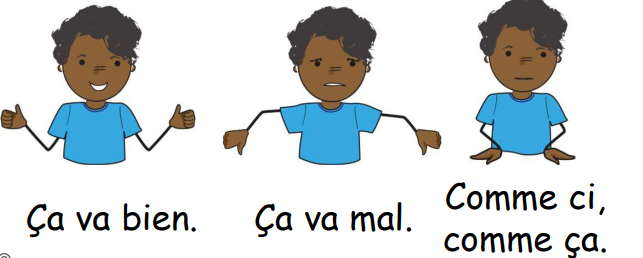 Ça va bien.
Ça va mal.
Comme ci,
comme ça.